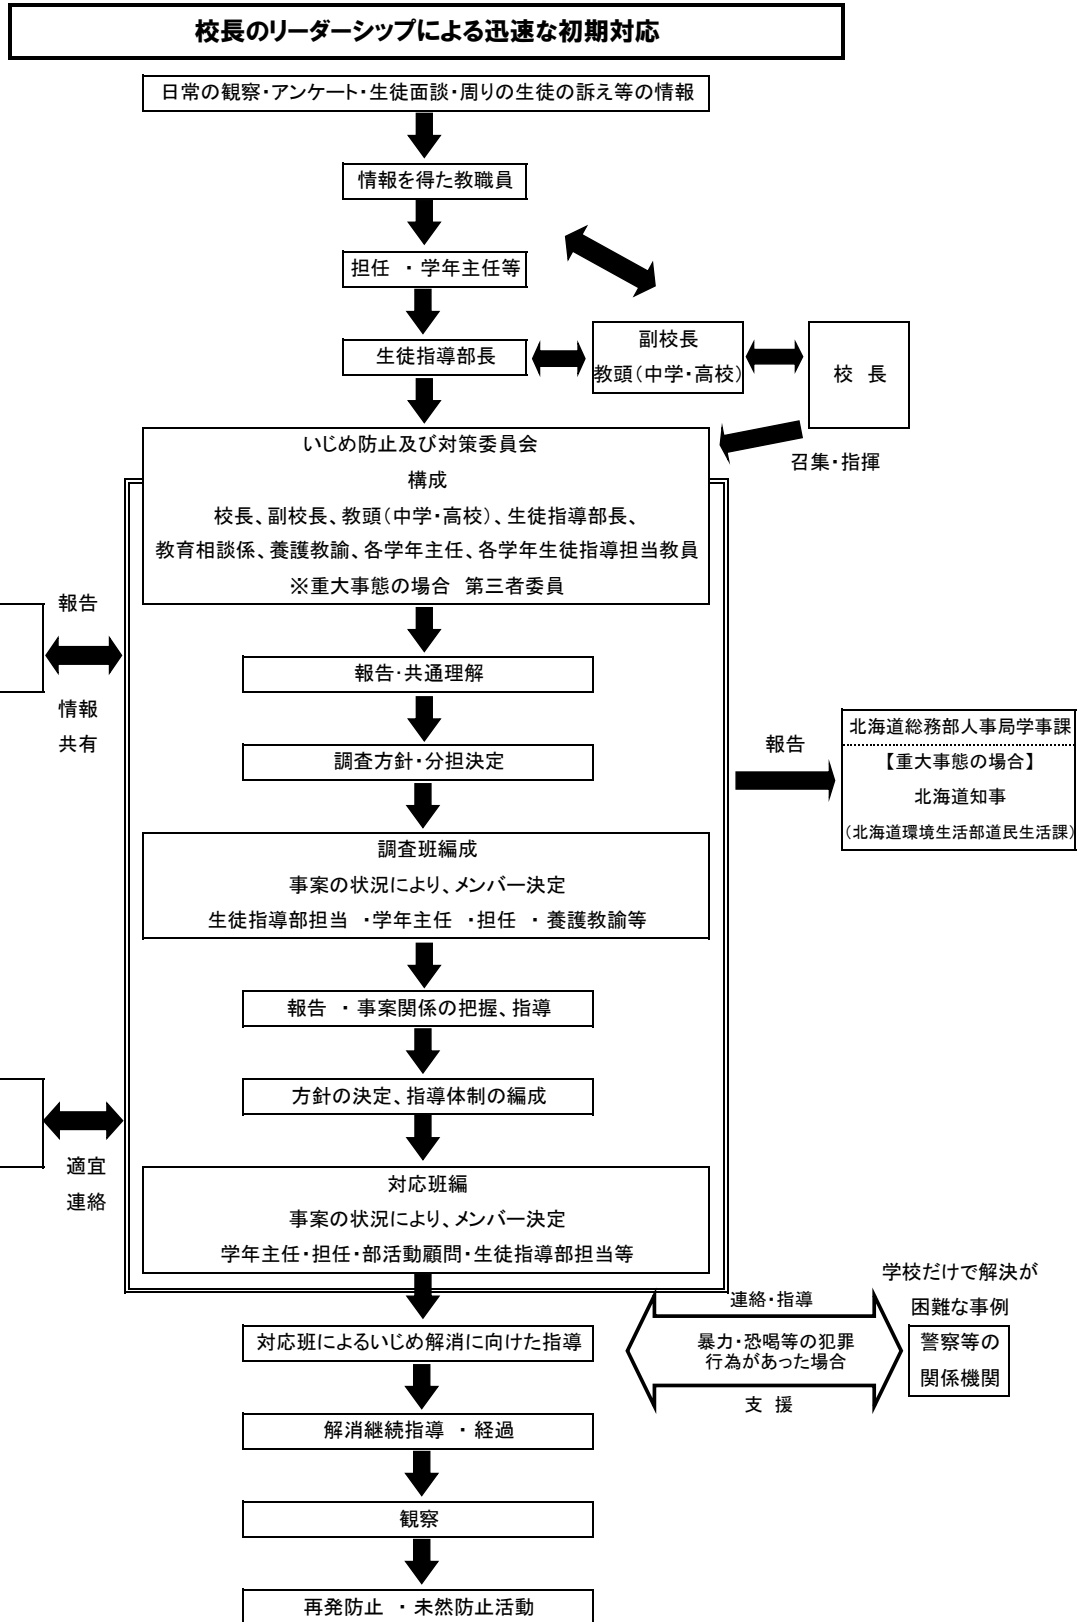 校長のリーダーシップによる迅速な初期対応
日常の観察・アンケート・生徒面談・周りの生徒の訴え等の情報
情報を得た教職員
担任 ・ 学年主任等
生徒指導部長
副校長
教頭(中学・高校)
校 長
召集・指揮
いじめ防止及び対策委員会
構成
校長、副校長、教頭(中学・高校)、生徒指導部長、
教育相談係、養護教諭、各学年主任、各学年生徒指導担当教員
※重大事態の場合 第三者委員
報告
情報
共有
報告・共通理解
調査方針・分担決定
報告
北海道総務部人事局学事課
【重大事態の場合】
北海道知事
(北海道環境生活部道民生活課)
調査班編成
事案の状況により、メンバー決定
生徒指導部担当 ・学年主任 ・担任 ・ 養護教諭等
報告 ・ 事案関係の把握、指導
方針の決定、指導体制の編成
適宜
連絡
対応班編
事案の状況により、メンバー決定
学年主任・担任・部活動顧問・生徒指導部担当等
対応班によるいじめ解消に向けた指導
連絡・指導
暴力・恐喝等の犯罪
行為があった場合
支 援
学校だけで解決が
困難な事例
警察等の
関係機関
解消継続指導 ・ 経過
観察
再発防止 ・ 未然防止活動